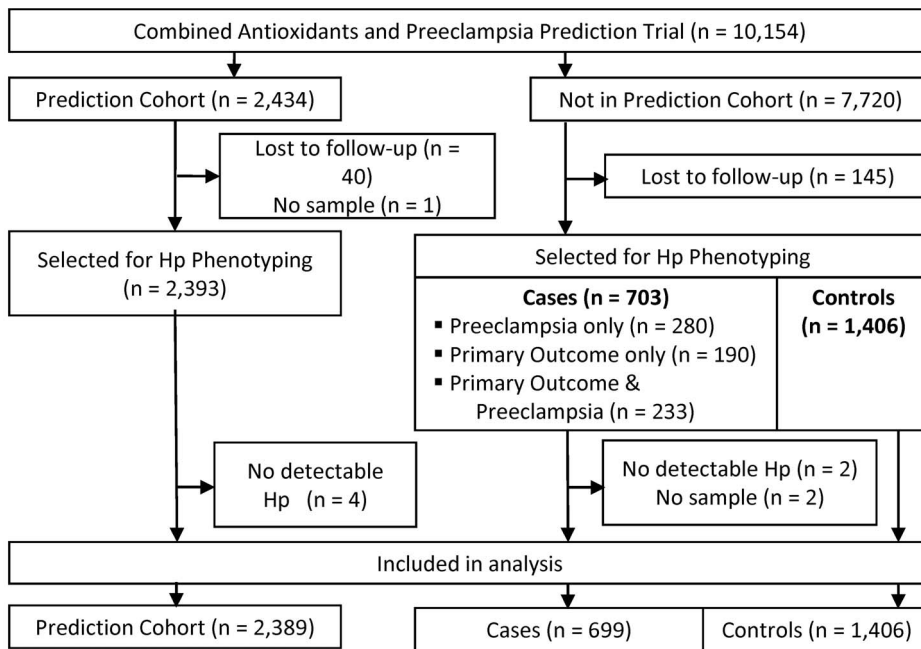 Combined Antioxidants and Preeclampsia Prediction Trial (n = 10,154)
Prediction Cohort (n = 2,434)
Not in Prediction Cohort (n = 7,720)
Lost to follow-up (n =
40)
No sample (n = 1)
Lost to follow-up (n = 145)
Selected for Hp Phenotyping
(n = 2,393)
Selected for Hp Phenotyping
Cases (n = 703)
▪ Preeclampsia only (n = 280)
▪ Primary Outcome only (n = 190)
▪ Primary Outcome &
Preeclampsia (n = 233)
Controls
(n = 1,406)
No detectable
Hp (n = 4)
No detectable Hp (n = 2)
No sample (n = 2)
Included in analysis
Prediction Cohort (n = 2,389)
Cases (n = 699)
Controls (n = 1,406)